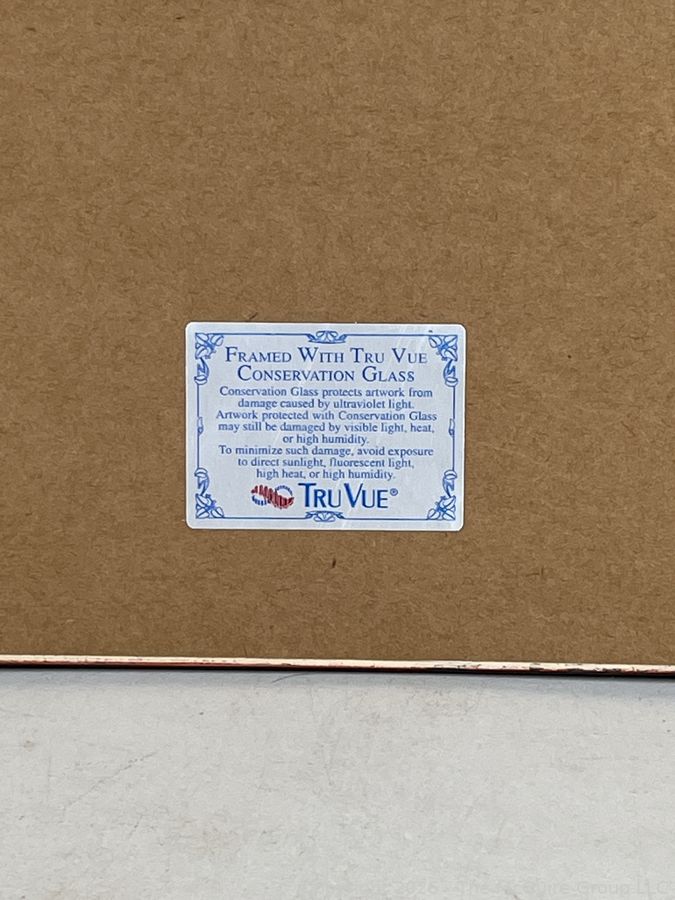 FRAMED WITH TRU VUE
CONSERVATION GLASS
Conservation Glass protects artwork from
damage caused by ultraviolet light.
Artwork protected with Conservation Glass
may still be damaged by visible light, heat,
or high humidity.
To minimize such damage, avoid exposure
to direct sunlight, fluorescent light,
high heat, or high humidity.
TRU VUE®
Group LLC